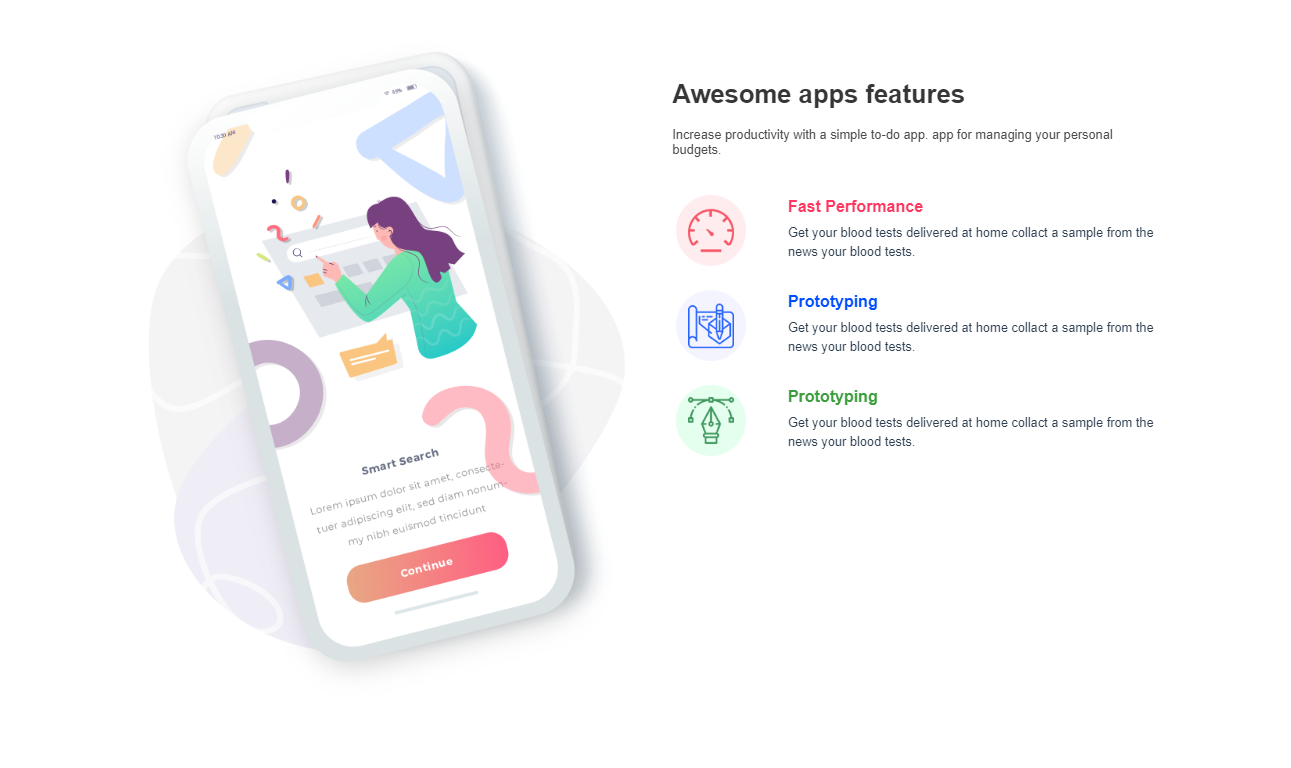 69%
10:30 AM
Smart Search
Lorem ipsum dolor sit amet, consecte-
tuer adipiscing elit, sed diam nonum-
my nibh euismod tincidunt
Continue
Awesome apps features
Increase productivity with a simple to-do app. app for managing your personal
budgets.
Fast Performance
Get your blood tests delivered at home collact a sample from the
news your blood tests.
Prototyping
Get your blood tests delivered at home collact a sample from the
news your blood tests.
Prototyping
Get your blood tests delivered at home collact a sample from the
news your blood tests.